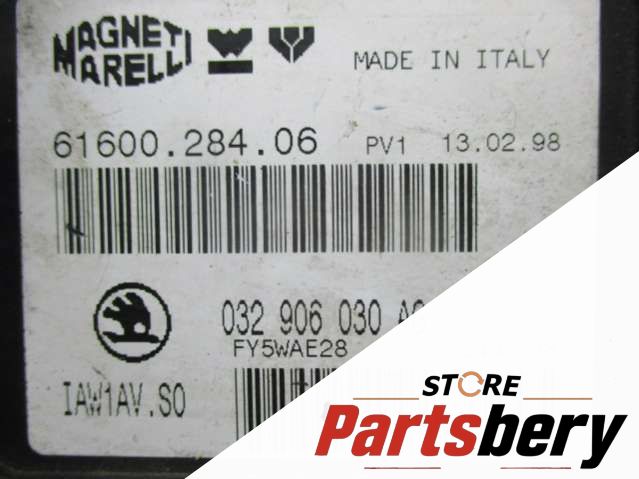 MAGNETI
MARELLI
MADE IN ITALY
61600.284.06 PV1 13.02.98
032 906 030
FY5WAE28
IAW1AV.S0
STORE
Partsbery